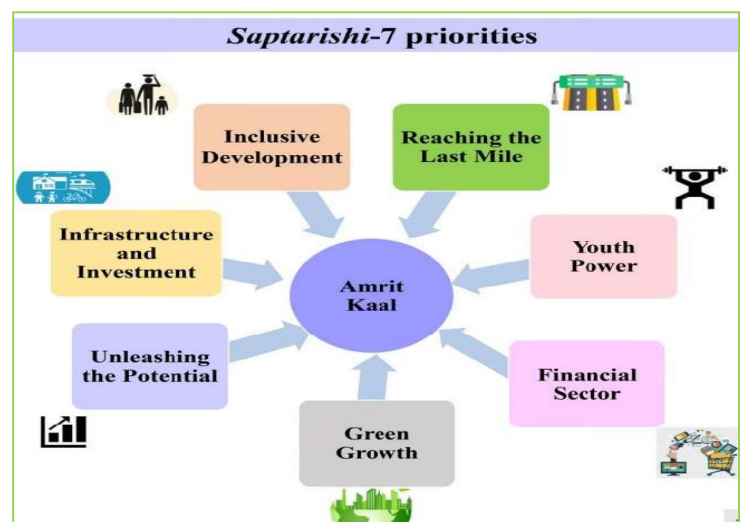 Saptarishi-7 priorities
Inclusive
Development
Reaching the
Last Mile
Infrastructure
and
Investment
Youth
Power
Amrit
Kaal
Unleashing
the Potential
Financial
Sector
Green
Growth